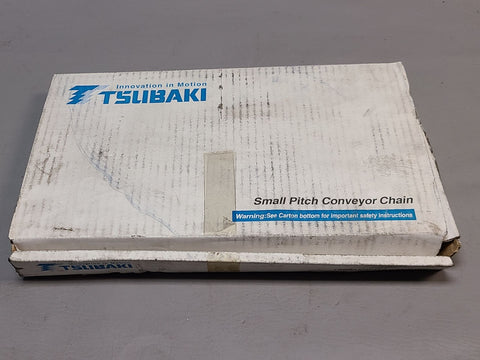 Innovation in Motion
TSUBAKI
Small Pitch Conveyor Chain
Warning:See Carton bottom for important safety instructions
TSUBAKI